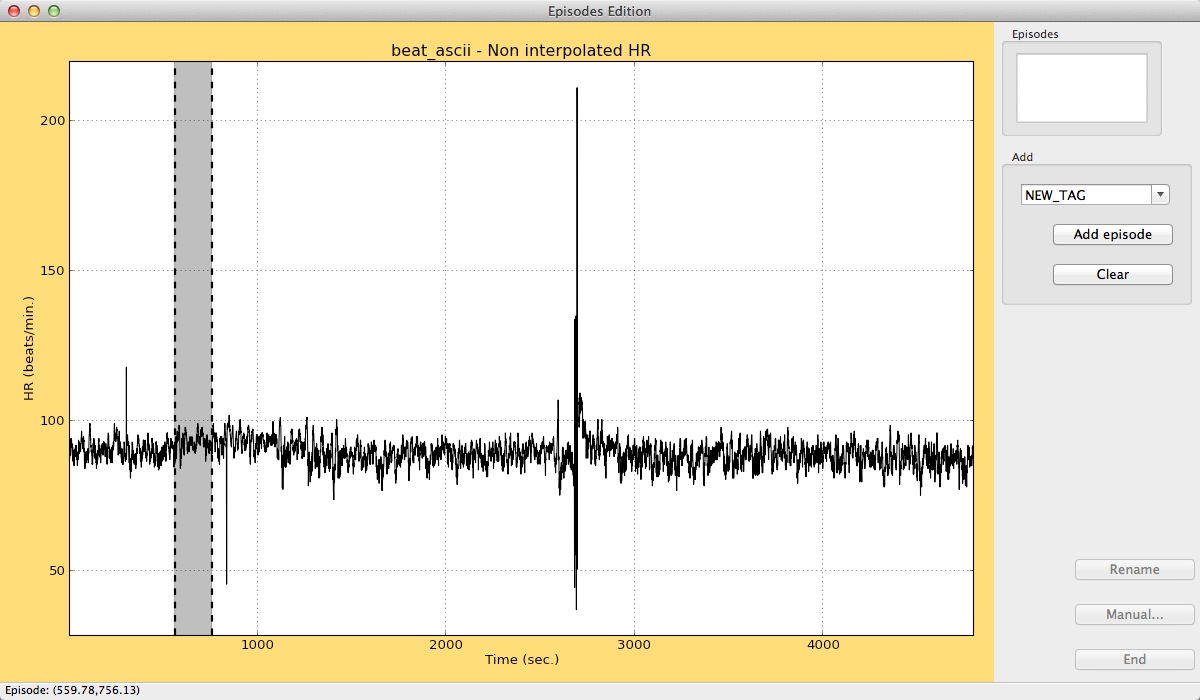 Episodes Edition
beat_ascii - Non interpolated HR
200
150
100
50
HR (beats/min.)
1000 2000 3000 4000
Time (sec.)
Episodes
Add
NEW_TAG
Add episode
Clear
Rename
Manual...
End
Episode: (559.78,756.13)